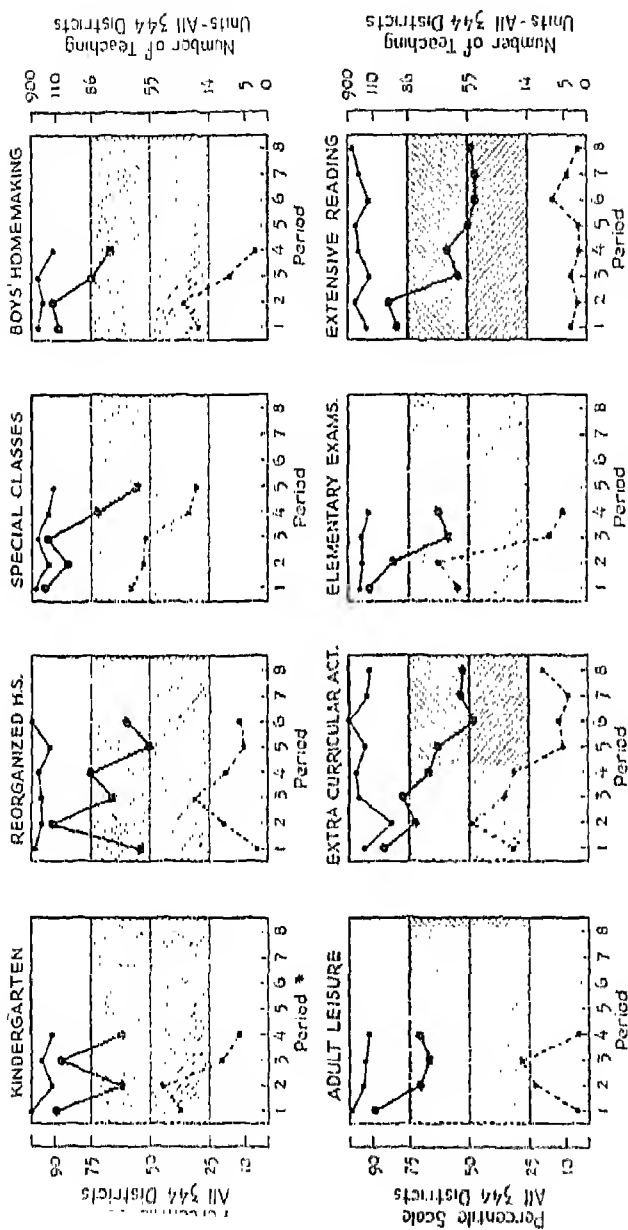 KINDERGARTEN
REORGANIZED H.S.
SPECIAL CLASSES
BOYS' HOMEMAKING
All 344 Districts
90
75
50
25
10
900
110
86
55
14
5
0
Number of Teaching
Units-All 344 Districts
1 2 3 4 5 6 7 8
Period *
1 2 3 4 5 6 7 8
Period
1 2 3 4 5 6 7 8
Period
1 2 3 4 5 6 7 8
Period
ADULT LEISURE
EXTRA CURRICULAR ACT.
ELEMENTARY EXAMS.
EXTENSIVE READING
Percentile Scale
All 344 Districts
90
75
50
25
10
900
110
86
55
14
5
0
Number of Teaching
Units-All 344 Districts
1 2 3 4 5 6 7 8
Period
1 2 3 4 5 6 7 8
Period
1 2 3 4 5 6 7 8
Period
1 2 3 4 5 6 7 8
Period